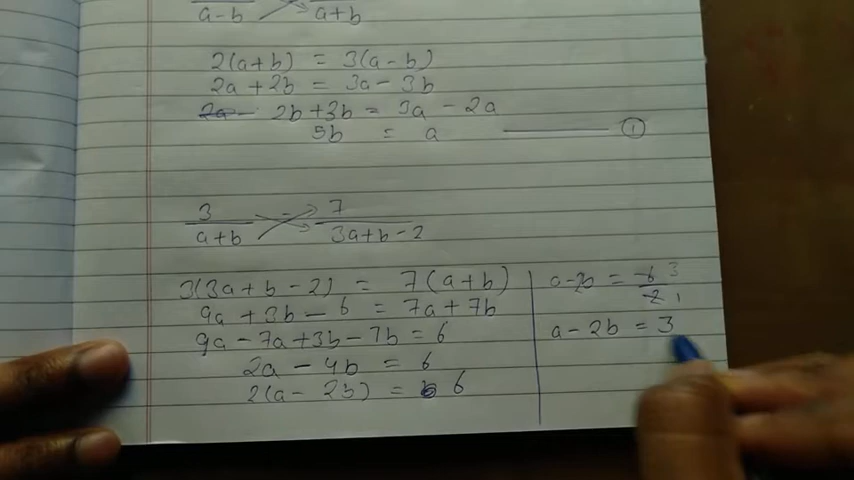 a-b a+b
2(a+b) = 3(a-b)
2a + 2b = 3a - 3b
2b + 3b = 3a - 2a
5b = a ——— ①
3 = 7
a+b 3a+b-2
3(3a+b-2) = 7(a+b)
9a + 3b - 6 = 7a + 7b
9a - 7a + 3b - 7b = 6
2a - 4b = 6
2(a - 2b) = 6
a-2b = 6 3
2 1
a - 2b = 3